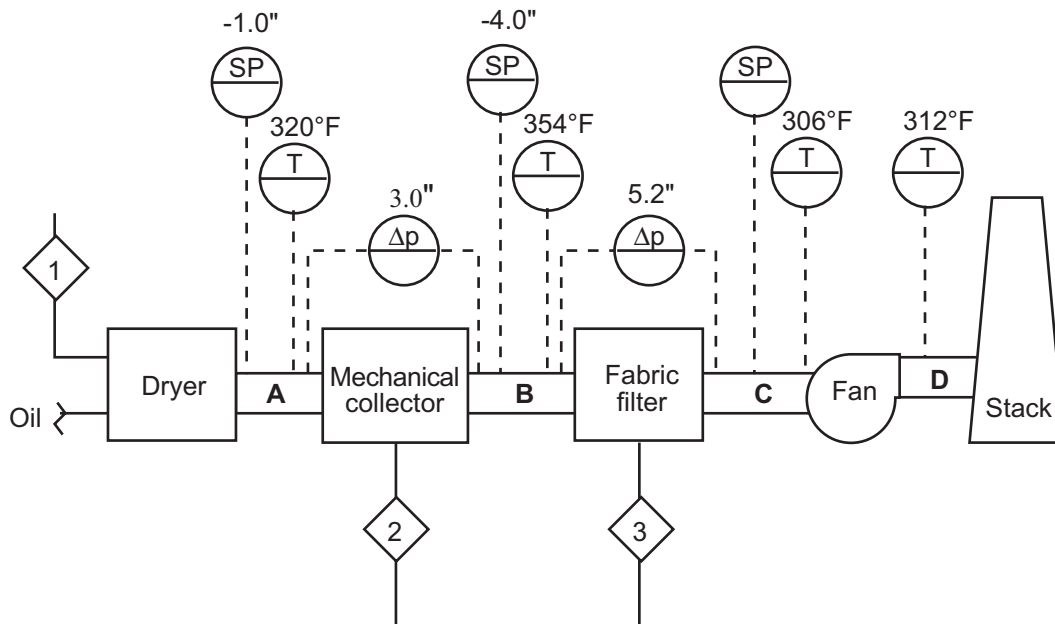 -1.0"
-4.0"
SP
SP
SP
320°F
354°F
306°F
312°F
T
T
T
T
3.0"
5.2"
Δp
Δp
1
Dryer
A
Mechanical
collector
B
Fabric
filter
C
Fan
D
Stack
Oil
2
3